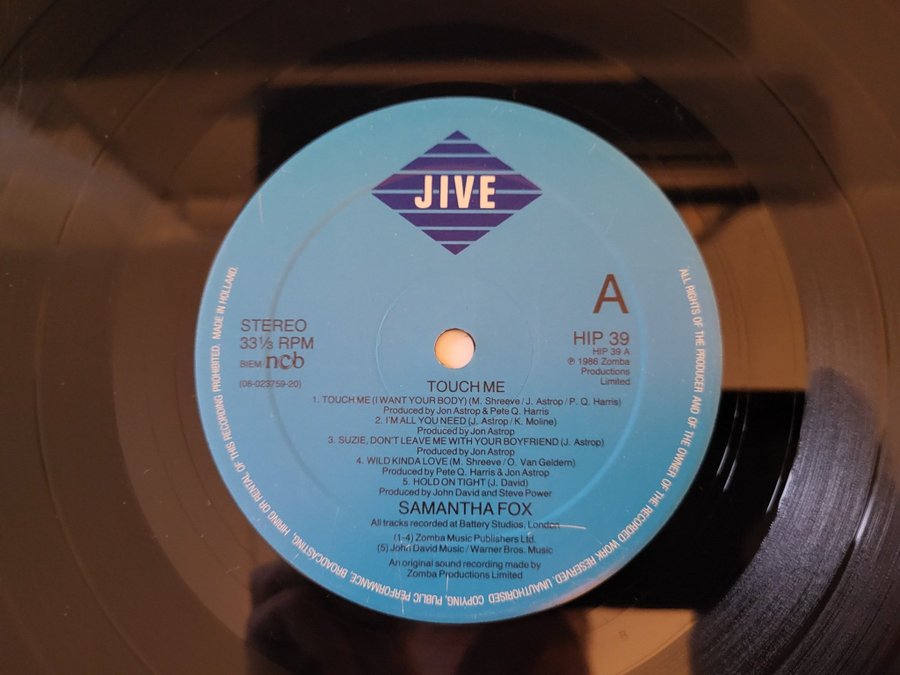 JIVE
A
STEREO
33⅓ RPM
BIEM/ncb
(08-023759-20)
HIP 39
HIP 39 A
℗ 1986 Zomba
Productions
Limited
TOUCH ME
1. TOUCH ME (I WANT YOUR BODY) (M. Shreeve / J. Astrop / P. Q. Harris)
Produced by Jon Astrop & Pete Q. Harris
2. I'M ALL YOU NEED (J. Astrop / K. Moline)
Produced by Jon Astrop
3. SUZIE, DON'T LEAVE ME WITH YOUR BOYFRIEND (J. Astrop)
Produced by Jon Astrop
4. WILD KINDA LOVE (M. Shreeve / O. Van Geldern)
Produced by Pete Q. Harris & Jon Astrop
5. HOLD ON TIGHT (J. David)
Produced by John David and Steve Power
SAMANTHA FOX
All tracks recorded at Battery Studios, London
(1-4) Zomba Music Publishers Ltd.
(5) John David Music / Warner Bros. Music
An original sound recording made by
Zomba Productions Limited
ALL RIGHTS OF THE PRODUCER AND OF THE OWNER OF THE RECORDED WORK RESERVED. UNAUTHORISED COPYING, PUBLIC PERFORMANCE, BROADCASTING, HIRING OR RENTAL OF THIS RECORDING PROHIBITED. MADE IN HOLLAND.